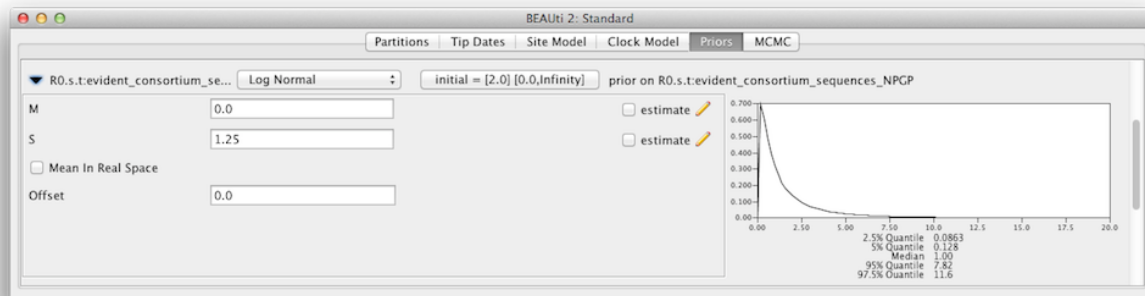 BEAUti 2: Standard
Partitions Tip Dates Site Model Clock Model Priors MCMC
R0.s.t:evident_consortium_se... Log Normal initial = [2.0] [0.0,Infinity] prior on R0.s.t:evident_consortium_sequences_NPGP
M 0.0 estimate
S 1.25 estimate
Mean In Real Space
Offset 0.0
0.700
0.600
0.500
0.400
0.300
0.200
0.100
0.00
0.00 2.50 5.00 7.50 10.0 12.5 15.0 17.5 20.0
2.5% Quantile 0.0863
5% Quantile 0.128
Median 1.00
95% Quantile 7.82
97.5% Quantile 11.6